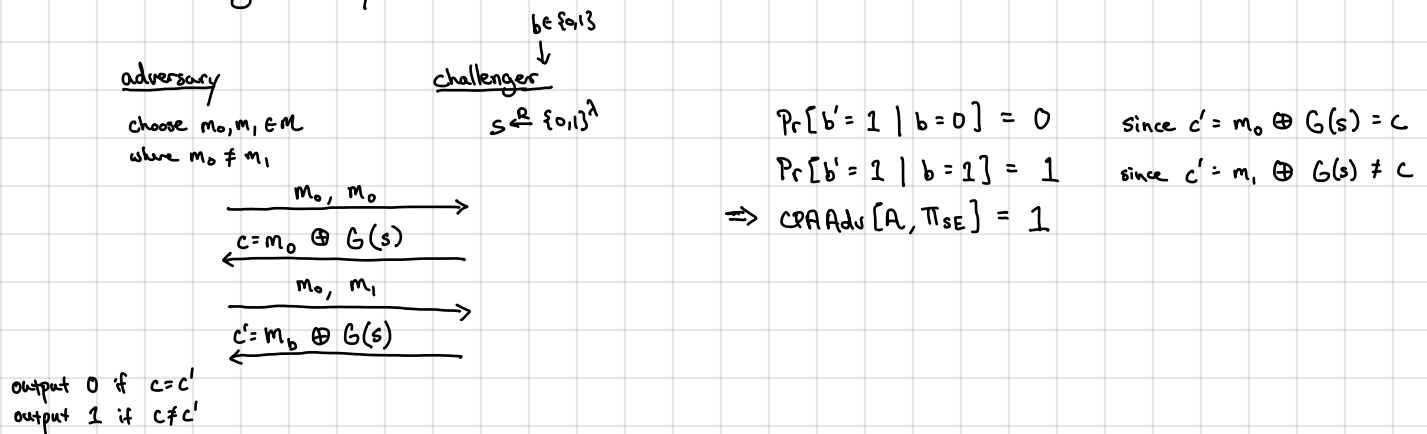 b ∈ {0,1}
↓
adversary
challenger
choose m₀, m₁ ∈ M
where m₀ ≠ m₁
s ←ᴿ {0,1}^λ
m₀, m₀
c = m₀ ⊕ G(s)
m₀, m₁
c' = m_b ⊕ G(s)
output 0 if c = c'
output 1 if c ≠ c'
Pr[b' = 1 | b = 0] = 0 since c' = m₀ ⊕ G(s) = c
Pr[b' = 1 | b = 1] = 1 since c' = m₁ ⊕ G(s) ≠ c
⇒ CPAAdv[A, Π_SE] = 1